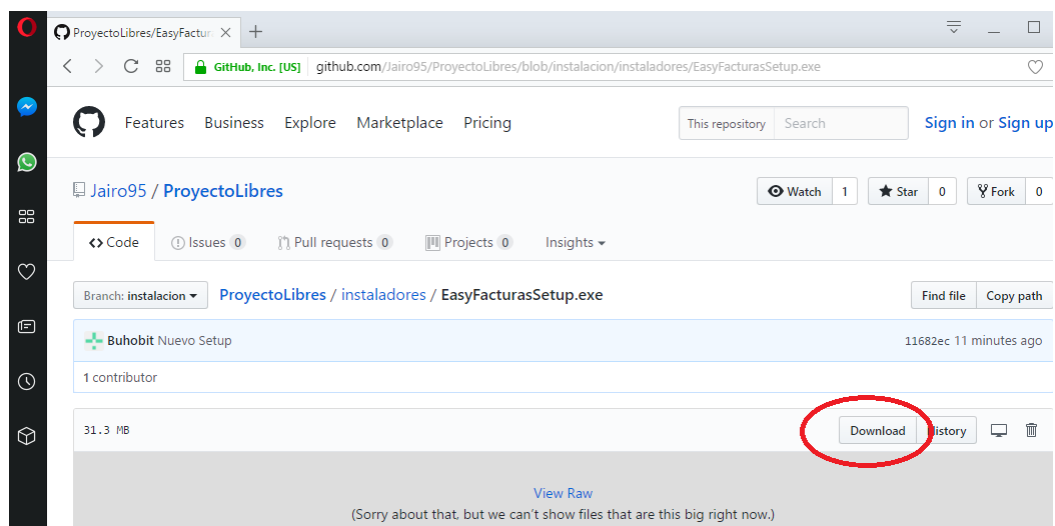 ProyectoLibres/EasyFactur
GitHub, Inc. [US] github.com/Jairo95/ProyectoLibres/blob/instalacion/instaladores/EasyFacturasSetup.exe
Features Business Explore Marketplace Pricing This repository Search Sign in or Sign up
Jairo95 / ProyectoLibres Watch 1 Star 0 Fork 0
Code Issues 0 Pull requests 0 Projects 0 Insights
Branch: instalacion ProyectoLibres / instaladores / EasyFacturasSetup.exe Find file Copy path
Buhobit Nuevo Setup 11682ec 11 minutes ago
1 contributor
31.3 MB Download History
View Raw
(Sorry about that, but we can't show files that are this big right now.)